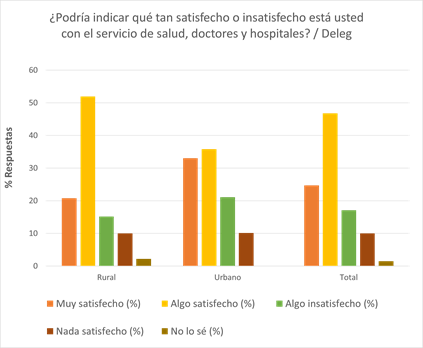 ¿Podría indicar qué tan satisfecho o insatisfecho está usted
con el servicio de salud, doctores y hospitales? / Deleg
% Respuestas
60
50
40
30
20
10
0
Rural
Urbano
Total
Muy satisfecho (%)
Algo satisfecho (%)
Algo insatisfecho (%)
Nada satisfecho (%)
No lo sé (%)